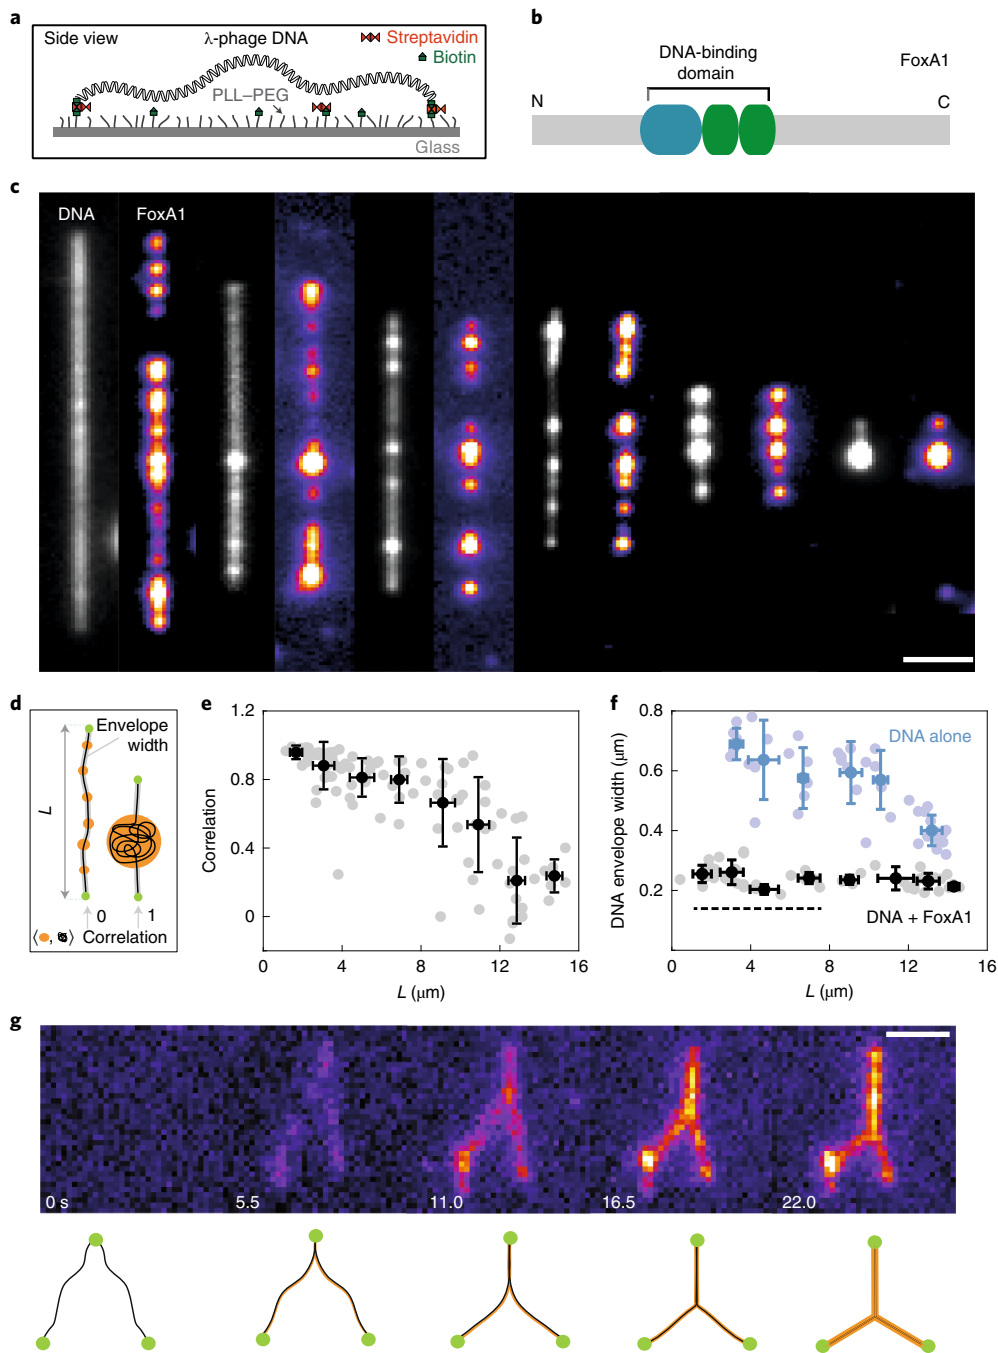 a
Side view
λ-phage DNA
Streptavidin
Biotin
PLL–PEG
Glass
b
DNA-binding
domain
FoxA1
N
C
c
DNA
FoxA1
d
Envelope
width
L
0
1
⟨ , ⟩ Correlation
e
1.2
0.8
0.4
0
Correlation
0
4
8
12
16
L (μm)
f
0.8
0.6
0.4
0.2
DNA envelope width (μm)
DNA alone
DNA + FoxA1
0
4
8
12
16
L (μm)
g
0 s
5.5
11.0
16.5
22.0